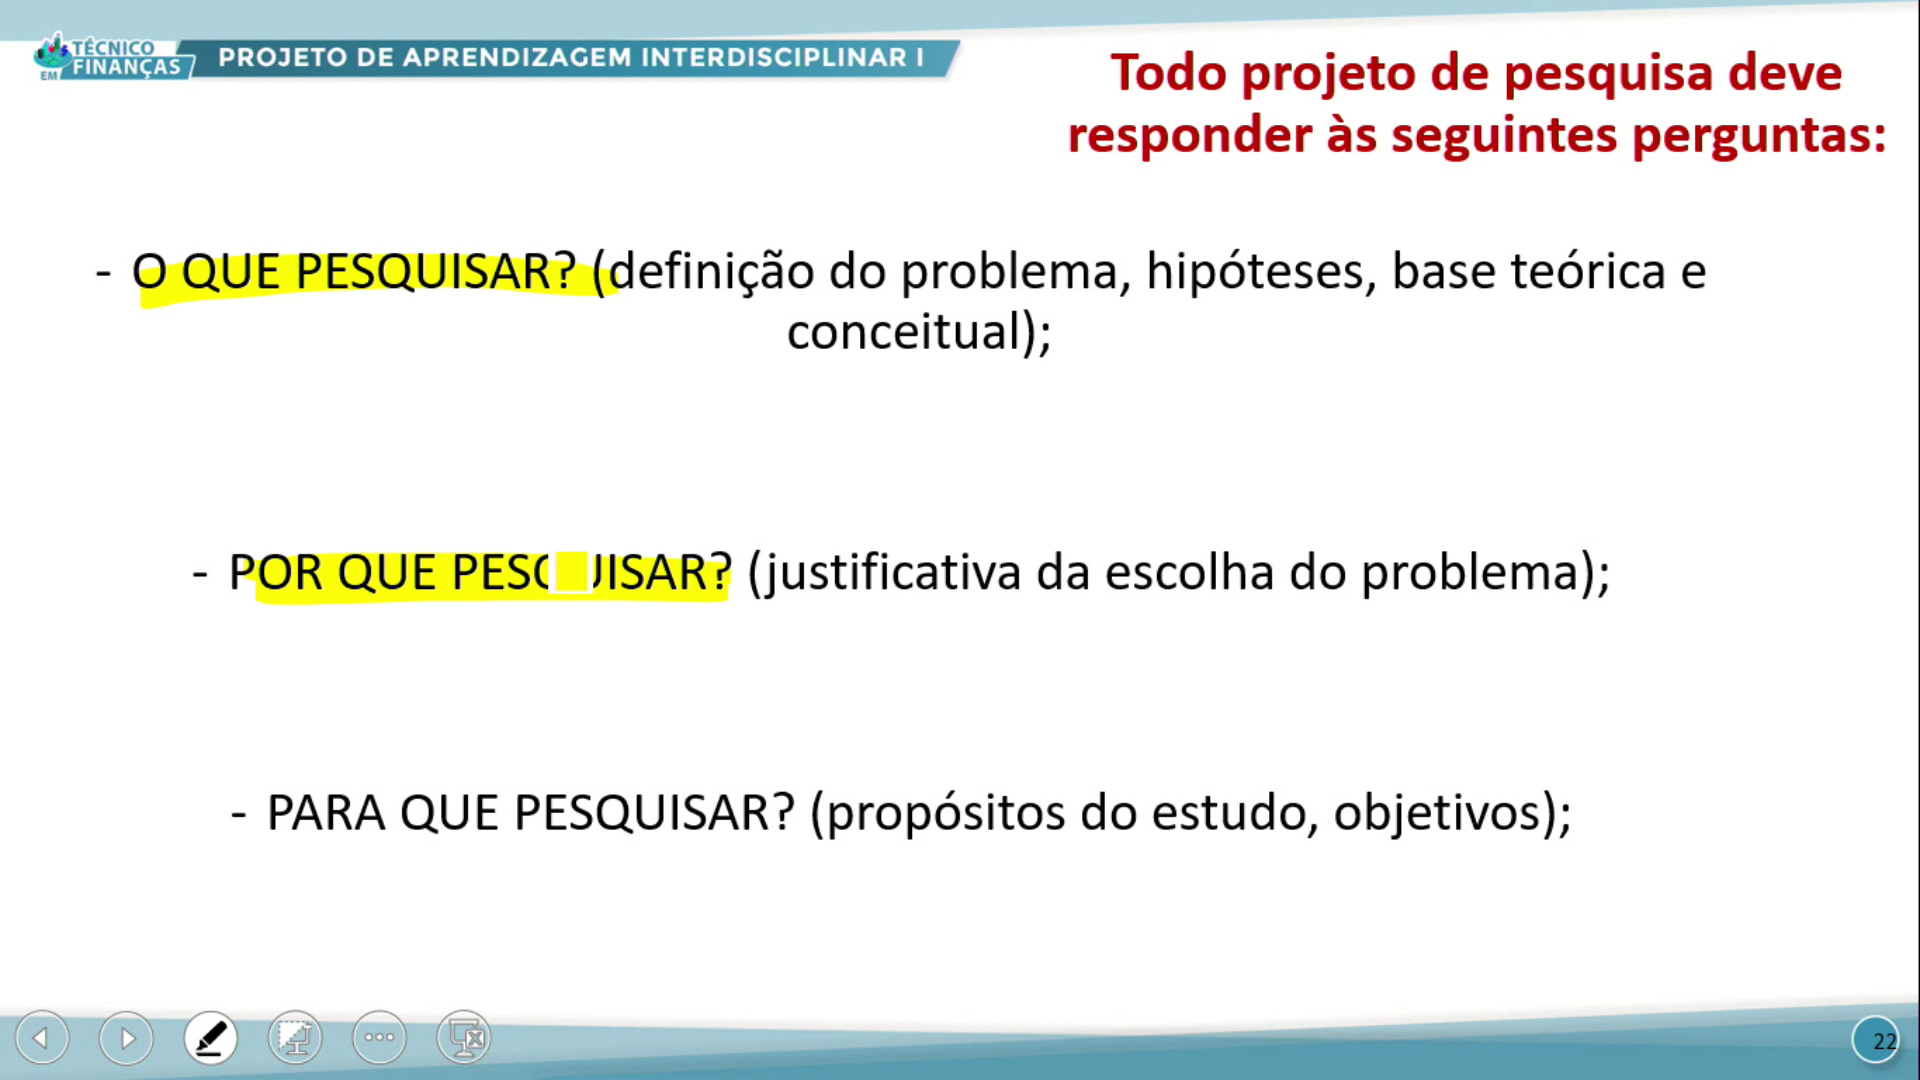 TÉCNICO
EM FINANÇAS
PROJETO DE APRENDIZAGEM INTERDISCIPLINAR I
Todo projeto de pesquisa deve
responder às seguintes perguntas:
- O QUE PESQUISAR? (definição do problema, hipóteses, base teórica e
conceitual);
- POR QUE PESQUISAR? (justificativa da escolha do problema);
- PARA QUE PESQUISAR? (propósitos do estudo, objetivos);
22